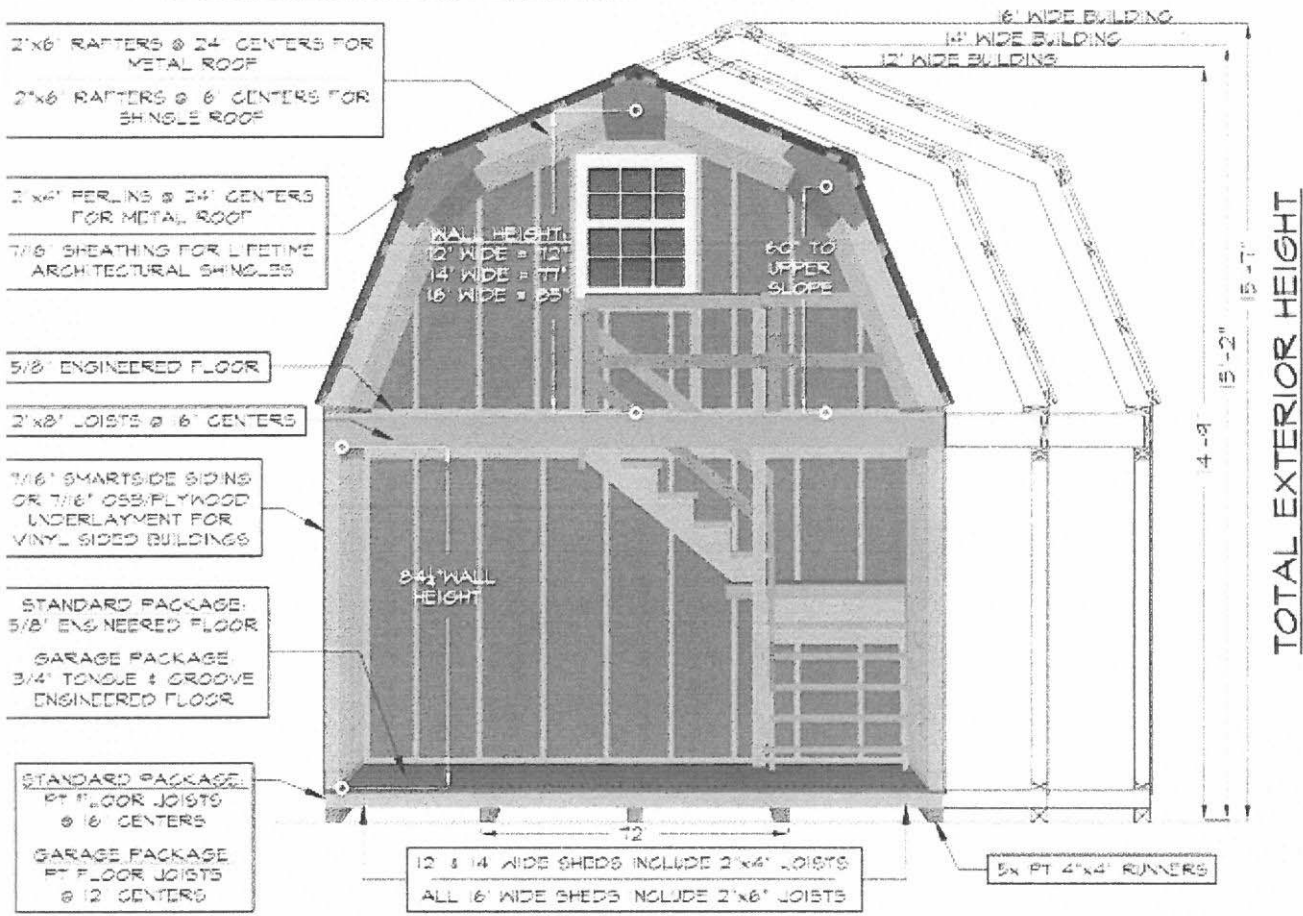 2"x6" RAFTERS @ 24" CENTERS FOR
METAL ROOF
2"x6" RAFTERS @ 16" CENTERS FOR
SHINGLE ROOF
2"x4" PERLINS @ 24" CENTERS
FOR METAL ROOF
7/16" SHEATHING FOR LIFETIME
ARCHITECTURAL SHINGLES
5/8" ENGINEERED FLOOR
2"x8" JOISTS @ 16" CENTERS
7/16" SMARTSIDE SIDING
OR 7/16" OSB/PLYWOOD
UNDERLAYMENT FOR
VINYL SIDED BUILDINGS
STANDARD PACKAGE:
5/8" ENGINEERED FLOOR
GARAGE PACKAGE
3/4" TONGUE & GROOVE
ENGINEERED FLOOR
STANDARD PACKAGE:
PT FLOOR JOISTS
@ 16" CENTERS
GARAGE PACKAGE
PT FLOOR JOISTS
@ 12" CENTERS
WALL HEIGHT:
12' WIDE = 72"
14' WIDE = 77"
16' WIDE = 83"
60" TO
UPPER
SLOPE
84½" WALL
HEIGHT
72"
12 & 14 WIDE SHEDS INCLUDE 2"x4" JOISTS
ALL 16' WIDE SHEDS INCLUDE 2"x6" JOISTS
5x PT 4"x4" RUNNERS
16' WIDE BUILDING
14' WIDE BUILDING
12' WIDE BUILDING
14'-9"
15'-2"
15'-7"
TOTAL EXTERIOR HEIGHT